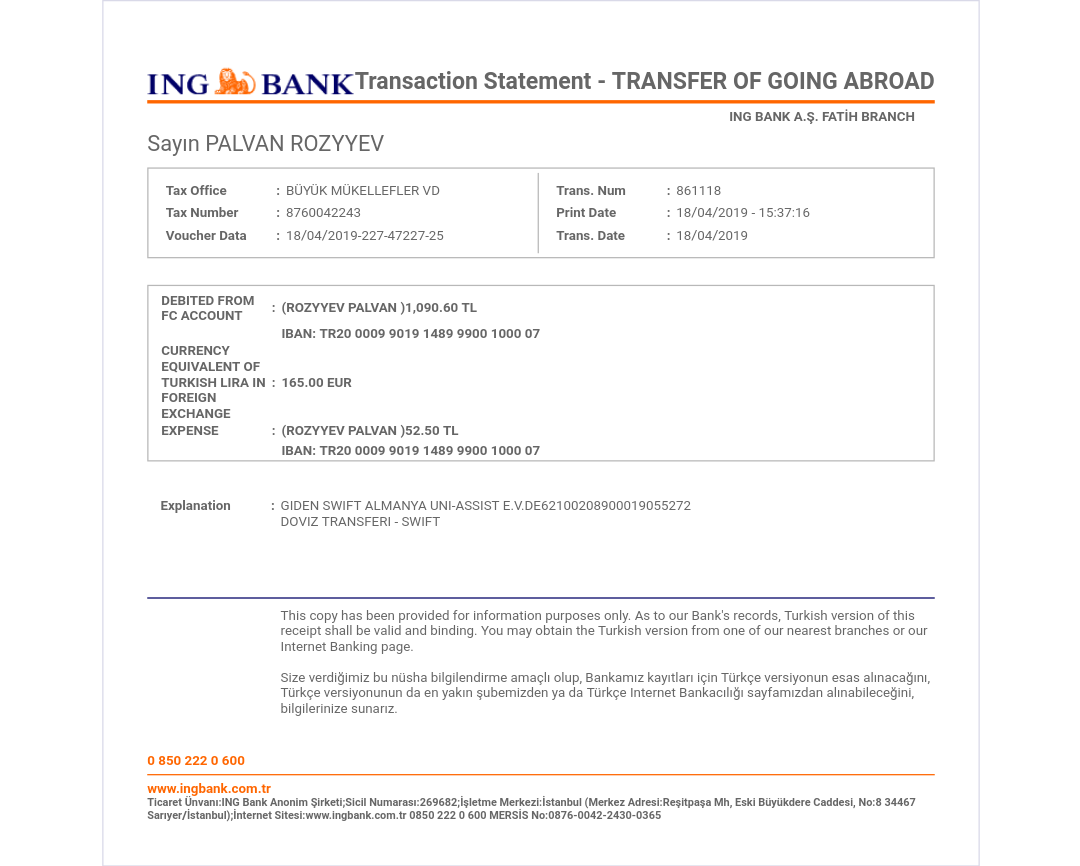 ING BANK Transaction Statement - TRANSFER OF GOING ABROAD
ING BANK A.Ş. FATİH BRANCH
Sayın PALVAN ROZYYEV
Tax Office : BÜYÜK MÜKELLEFLER VD
Tax Number : 8760042243
Voucher Data : 18/04/2019-227-47227-25
Trans. Num : 861118
Print Date : 18/04/2019 - 15:37:16
Trans. Date : 18/04/2019
DEBITED FROM
FC ACCOUNT : (ROZYYEV PALVAN )1,090.60 TL
IBAN: TR20 0009 9019 1489 9900 1000 07
CURRENCY
EQUIVALENT OF
TURKISH LIRA IN : 165.00 EUR
FOREIGN
EXCHANGE
EXPENSE : (ROZYYEV PALVAN )52.50 TL
IBAN: TR20 0009 9019 1489 9900 1000 07
Explanation : GIDEN SWIFT ALMANYA UNI-ASSIST E.V.DE62100208900019055272
DOVIZ TRANSFERI - SWIFT
This copy has been provided for information purposes only. As to our Bank's records, Turkish version of this
receipt shall be valid and binding. You may obtain the Turkish version from one of our nearest branches or our
Internet Banking page.
Size verdiğimiz bu nüsha bilgilendirme amaçlı olup, Bankamız kayıtları için Türkçe versiyonun esas alınacağını,
Türkçe versiyonunun da en yakın şubemizden ya da Türkçe Internet Bankacılığı sayfamızdan alınabileceğini,
bilgilerinize sunarız.
0 850 222 0 600
www.ingbank.com.tr
Ticaret Ünvanı:ING Bank Anonim Şirketi;Sicil Numarası:269682;İşletme Merkezi:İstanbul (Merkez Adresi:Reşitpaşa Mh, Eski Büyükdere Caddesi, No:8 34467
Sarıyer/İstanbul);İnternet Sitesi:www.ingbank.com.tr 0850 222 0 600 MERSİS No:0876-0042-2430-0365